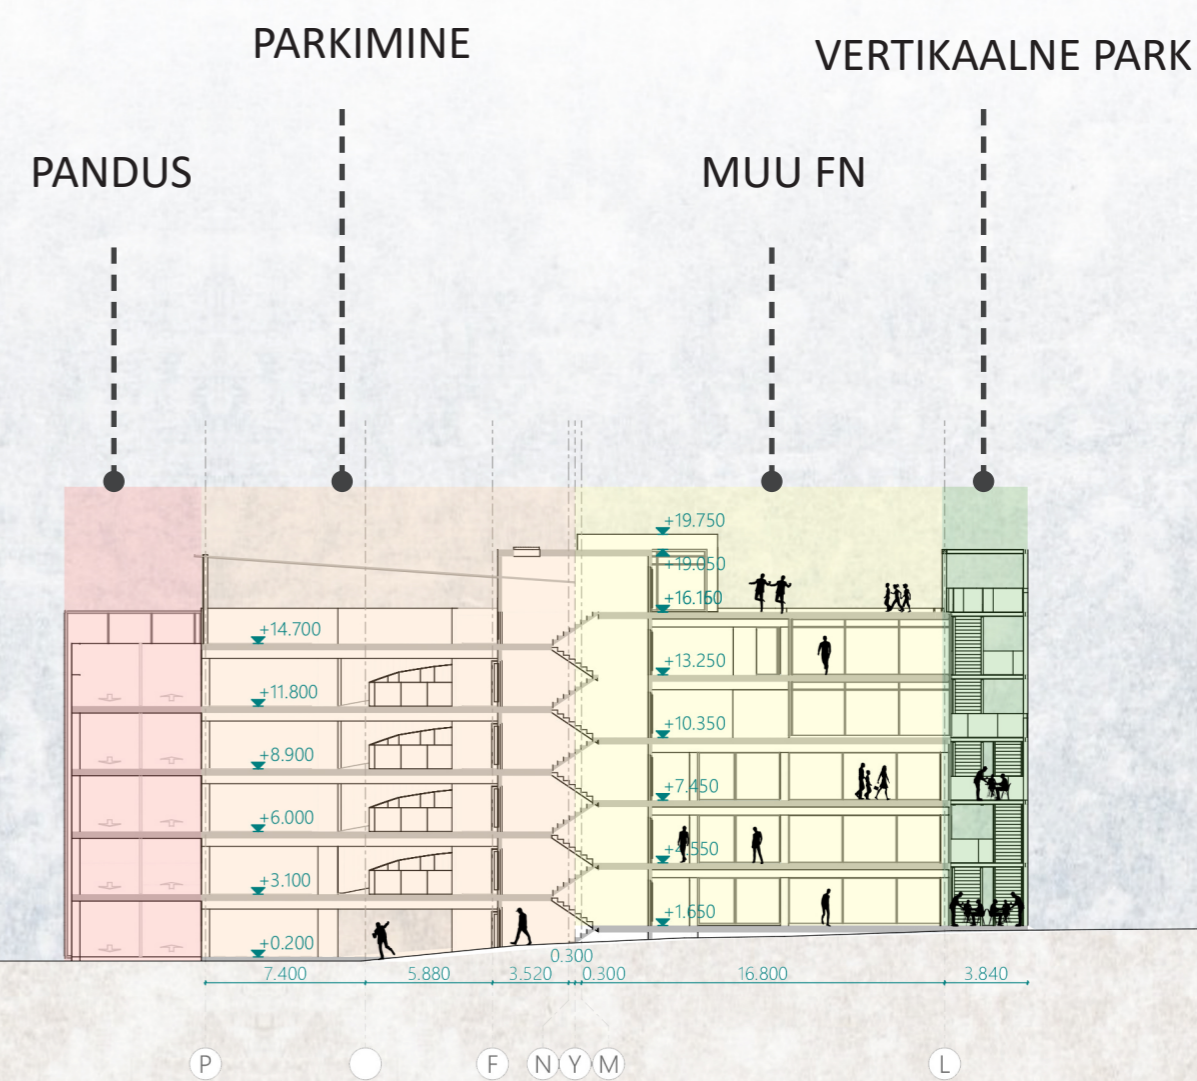 PARKIMINE
VERTIKAALNE PARK
PANDUS
MUU FN
+19.750
+19.050
+16.150
+14.700
+13.250
+11.800
+10.350
+8.900
+7.450
+6.000
+4.550
+3.100
+1.650
+0.200
0.300
7.400 5.880 3.520 0.300 16.800 3.840
P F N Y M L